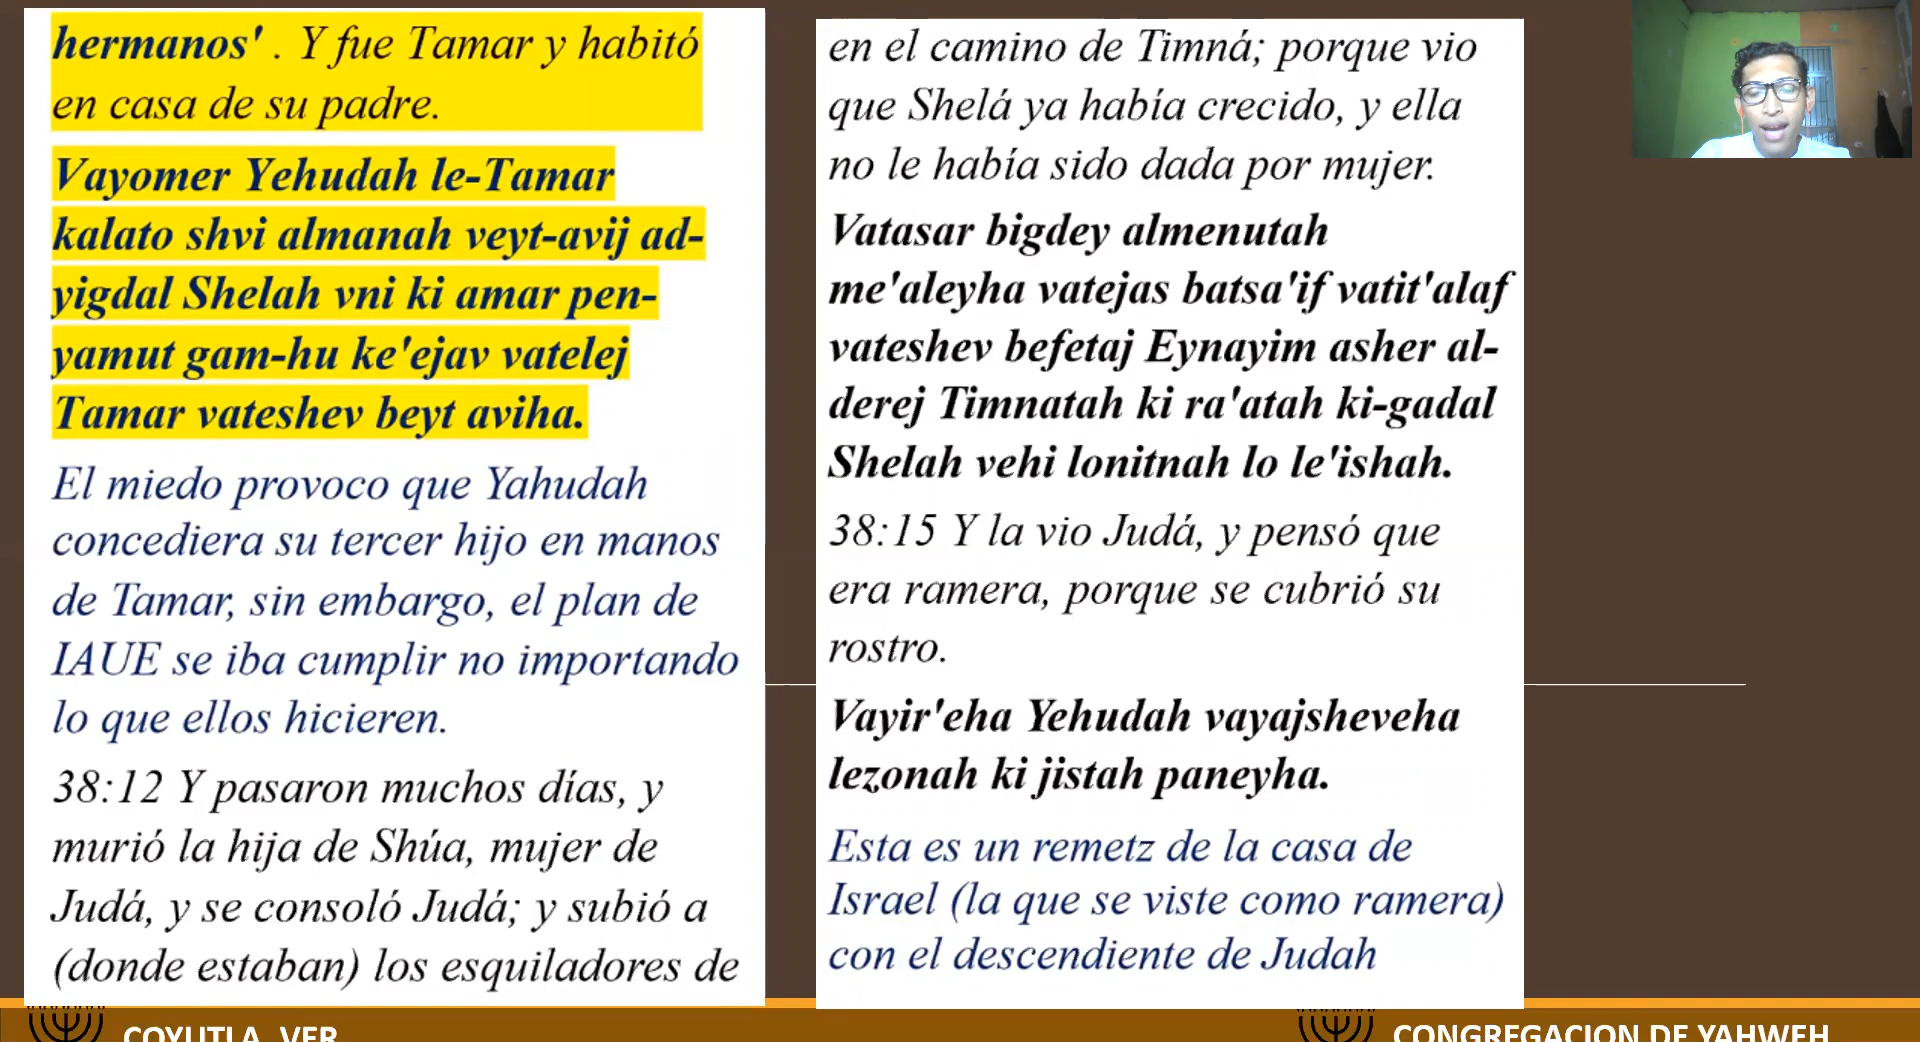 hermanos' . Y fue Tamar y habitó
en casa de su padre.
Vayomer Yehudah le-Tamar
kalato shvi almanah veyt-avij ad-
yigdal Shelah vni ki amar pen-
yamut gam-hu ke'ejav vatelej
Tamar vateshev beyt aviha.
El miedo provoco que Yahudah
concediera su tercer hijo en manos
de Tamar, sin embargo, el plan de
IAUE se iba cumplir no importando
lo que ellos hicieren.
38:12 Y pasaron muchos días, y
murió la hija de Shúa, mujer de
Judá, y se consoló Judá; y subió a
(donde estaban) los esquiladores de
en el camino de Timná; porque vio
que Shelá ya había crecido, y ella
no le había sido dada por mujer.
Vatasar bigdey almenutah
me'aleyha vatejas batsa'if vatit'alaf
vateshev befetaj Eynayim asher al-
derej Timnatah ki ra'atah ki-gadal
Shelah vehi lonitnah lo le'ishah.
38:15 Y la vio Judá, y pensó que
era ramera, porque se cubrió su
rostro.
Vayir'eha Yehudah vayajsheveha
lezonah ki jistah paneyha.
Esta es un remetz de la casa de
Israel (la que se viste como ramera)
con el descendiente de Judah
COYUTLA, VER
CONGREGACION DE YAHWEH